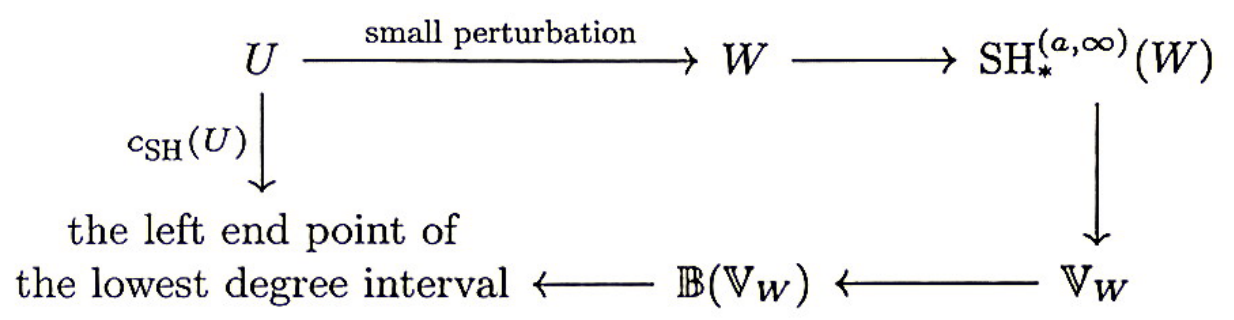 small perturbation
U → W → SH_*^{(a,∞)}(W)
c_SH(U)
the left end point of
the lowest degree interval ← 𝔹(𝕍_W) ← 𝕍_W